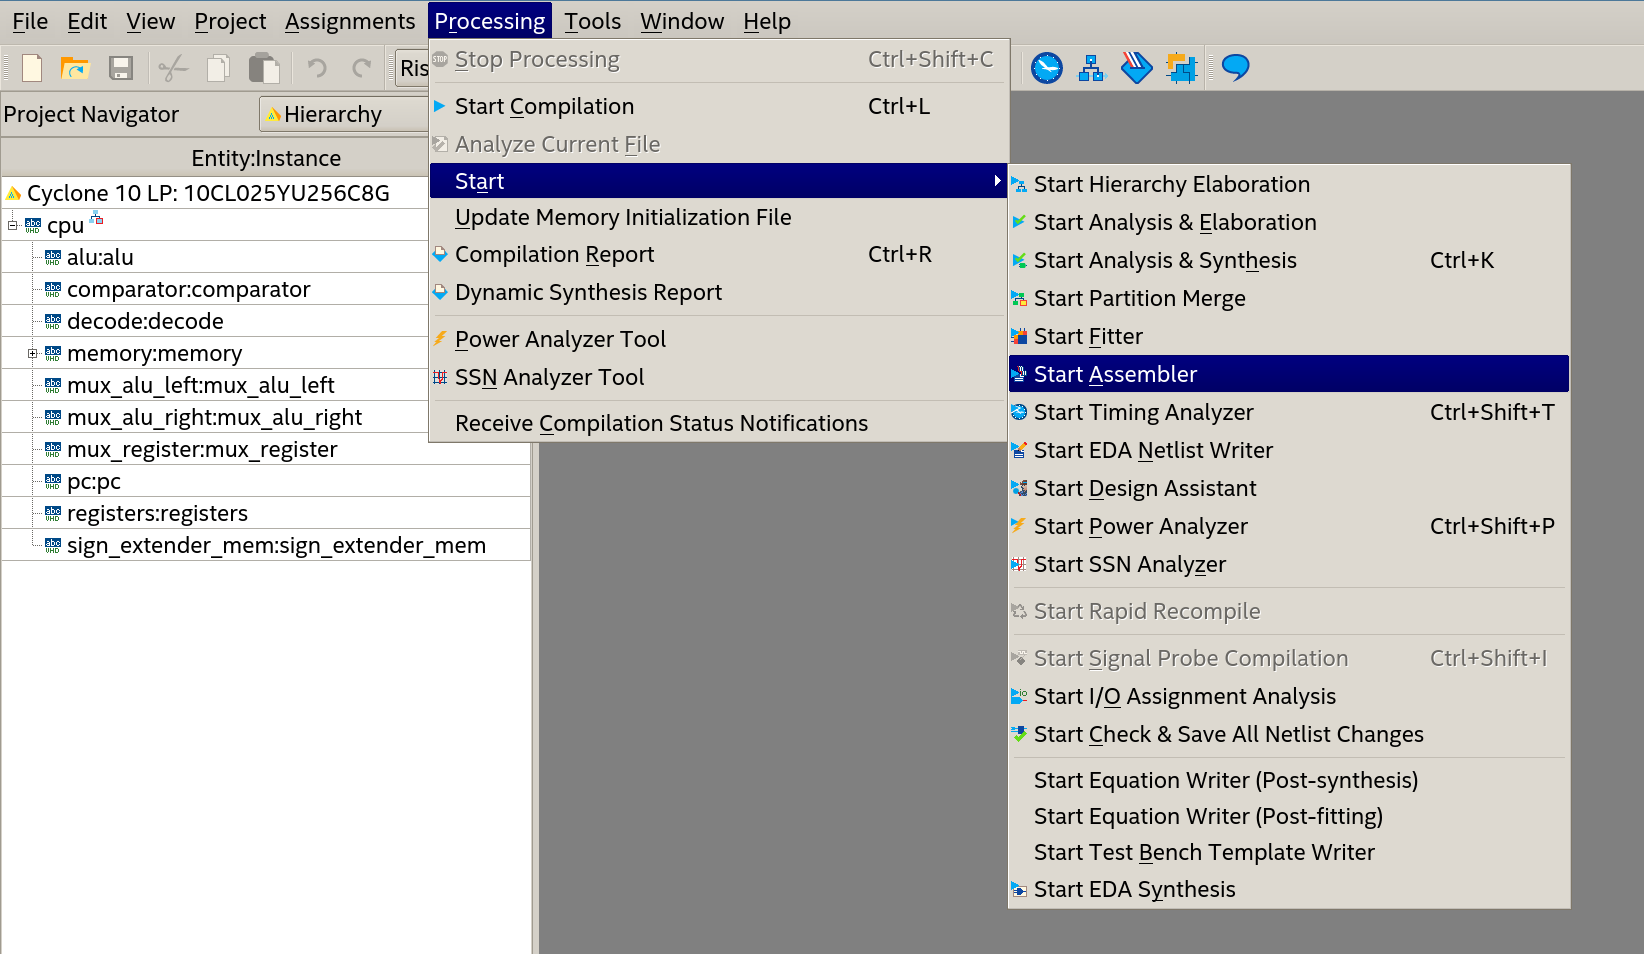 File Edit View Project Assignments Processing Tools Window Help
Ris
Project Navigator Hierarchy
Entity:Instance
Cyclone 10 LP: 10CL025YU256C8G
cpu
alu:alu
comparator:comparator
decode:decode
memory:memory
mux_alu_left:mux_alu_left
mux_alu_right:mux_alu_right
mux_register:mux_register
pc:pc
registers:registers
sign_extender_mem:sign_extender_mem
Stop Processing Ctrl+Shift+C
Start Compilation Ctrl+L
Analyze Current File
Start
Update Memory Initialization File
Compilation Report Ctrl+R
Dynamic Synthesis Report
Power Analyzer Tool
SSN Analyzer Tool
Receive Compilation Status Notifications
Start Hierarchy Elaboration
Start Analysis & Elaboration
Start Analysis & Synthesis Ctrl+K
Start Partition Merge
Start Fitter
Start Assembler
Start Timing Analyzer Ctrl+Shift+T
Start EDA Netlist Writer
Start Design Assistant
Start Power Analyzer Ctrl+Shift+P
Start SSN Analyzer
Start Rapid Recompile
Start Signal Probe Compilation Ctrl+Shift+I
Start I/O Assignment Analysis
Start Check & Save All Netlist Changes
Start Equation Writer (Post-synthesis)
Start Equation Writer (Post-fitting)
Start Test Bench Template Writer
Start EDA Synthesis